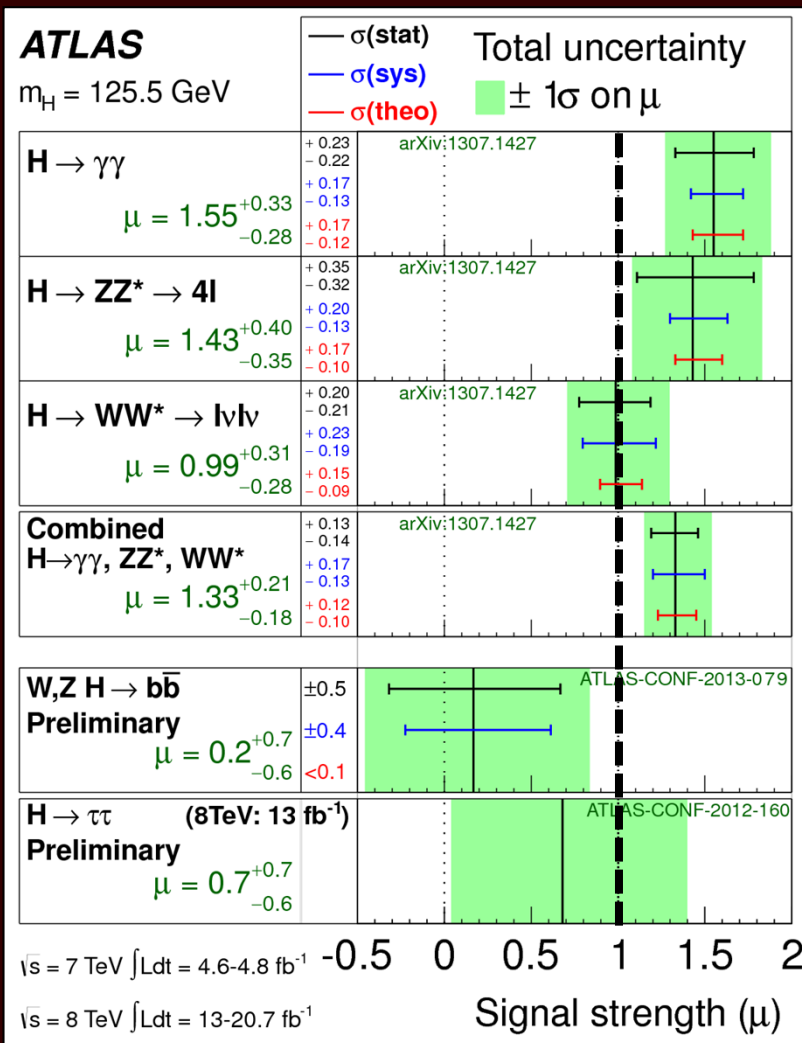 ATLAS
m_H = 125.5 GeV
σ(stat)
σ(sys)
σ(theo)
Total uncertainty
± 1σ on μ
H → γγ
μ = 1.55 +0.33 −0.28
+ 0.23
- 0.22
+ 0.17
- 0.13
+ 0.17
- 0.12
arXiv:1307.1427
H → ZZ* → 4l
μ = 1.43 +0.40 −0.35
+ 0.35
- 0.32
+ 0.20
- 0.13
+ 0.17
- 0.10
arXiv:1307.1427
H → WW* → lνlν
μ = 0.99 +0.31 −0.28
+ 0.20
- 0.21
+ 0.23
- 0.19
+ 0.15
- 0.09
arXiv:1307.1427
Combined
H→γγ, ZZ*, WW*
μ = 1.33 +0.21 −0.18
+ 0.13
- 0.14
+ 0.17
- 0.13
+ 0.12
- 0.10
arXiv:1307.1427
W,Z H → bb̄
Preliminary
μ = 0.2 +0.7 −0.6
±0.5
±0.4
<0.1
ATLAS-CONF-2013-079
H → ττ (8TeV: 13 fb⁻¹)
Preliminary
μ = 0.7 +0.7 −0.6
ATLAS-CONF-2012-160
√s = 7 TeV ∫Ldt = 4.6-4.8 fb⁻¹
√s = 8 TeV ∫Ldt = 13-20.7 fb⁻¹
-0.5 0 0.5 1 1.5 2
Signal strength (μ)